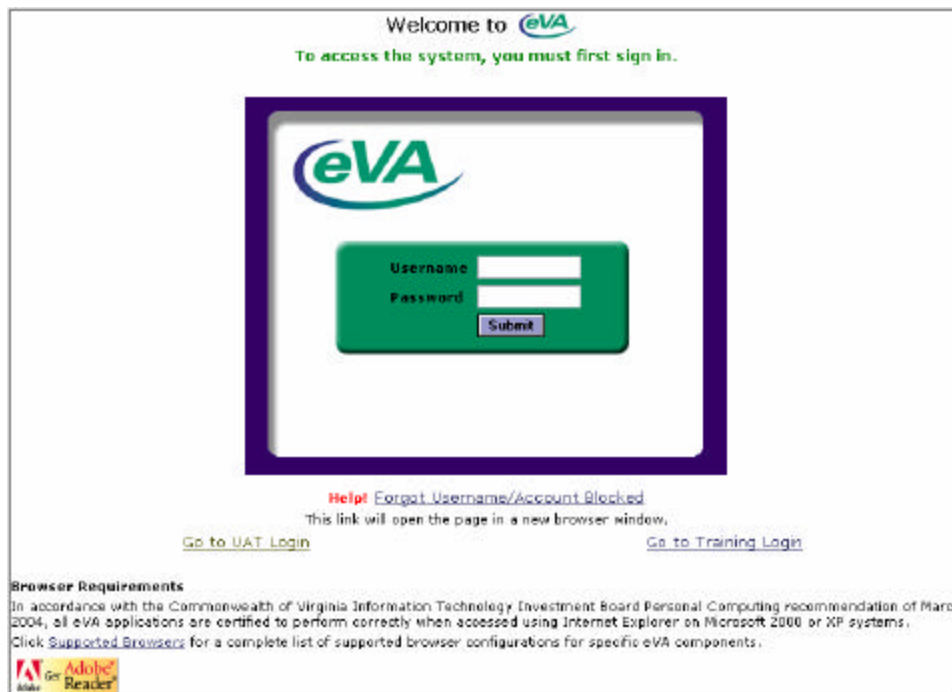 Welcome to eVA
To access the system, you must first sign in.
eVA
Username
Password
Submit
Help! Forgot Username/Account Blocked
This link will open the page in a new browser window.
Go to UAT Login Go to Training Login
Browser Requirements
In accordance with the Commonwealth of Virginia Information Technology Investment Board Personal Computing recommendation of Marc
2004, all eVA applications are certified to perform correctly when accessed using Internet Explorer on Microsoft 2000 or XP systems.
Click Supported Browsers for a complete list of supported browser configurations for specific eVA components.
Adobe Get Adobe® Reader®